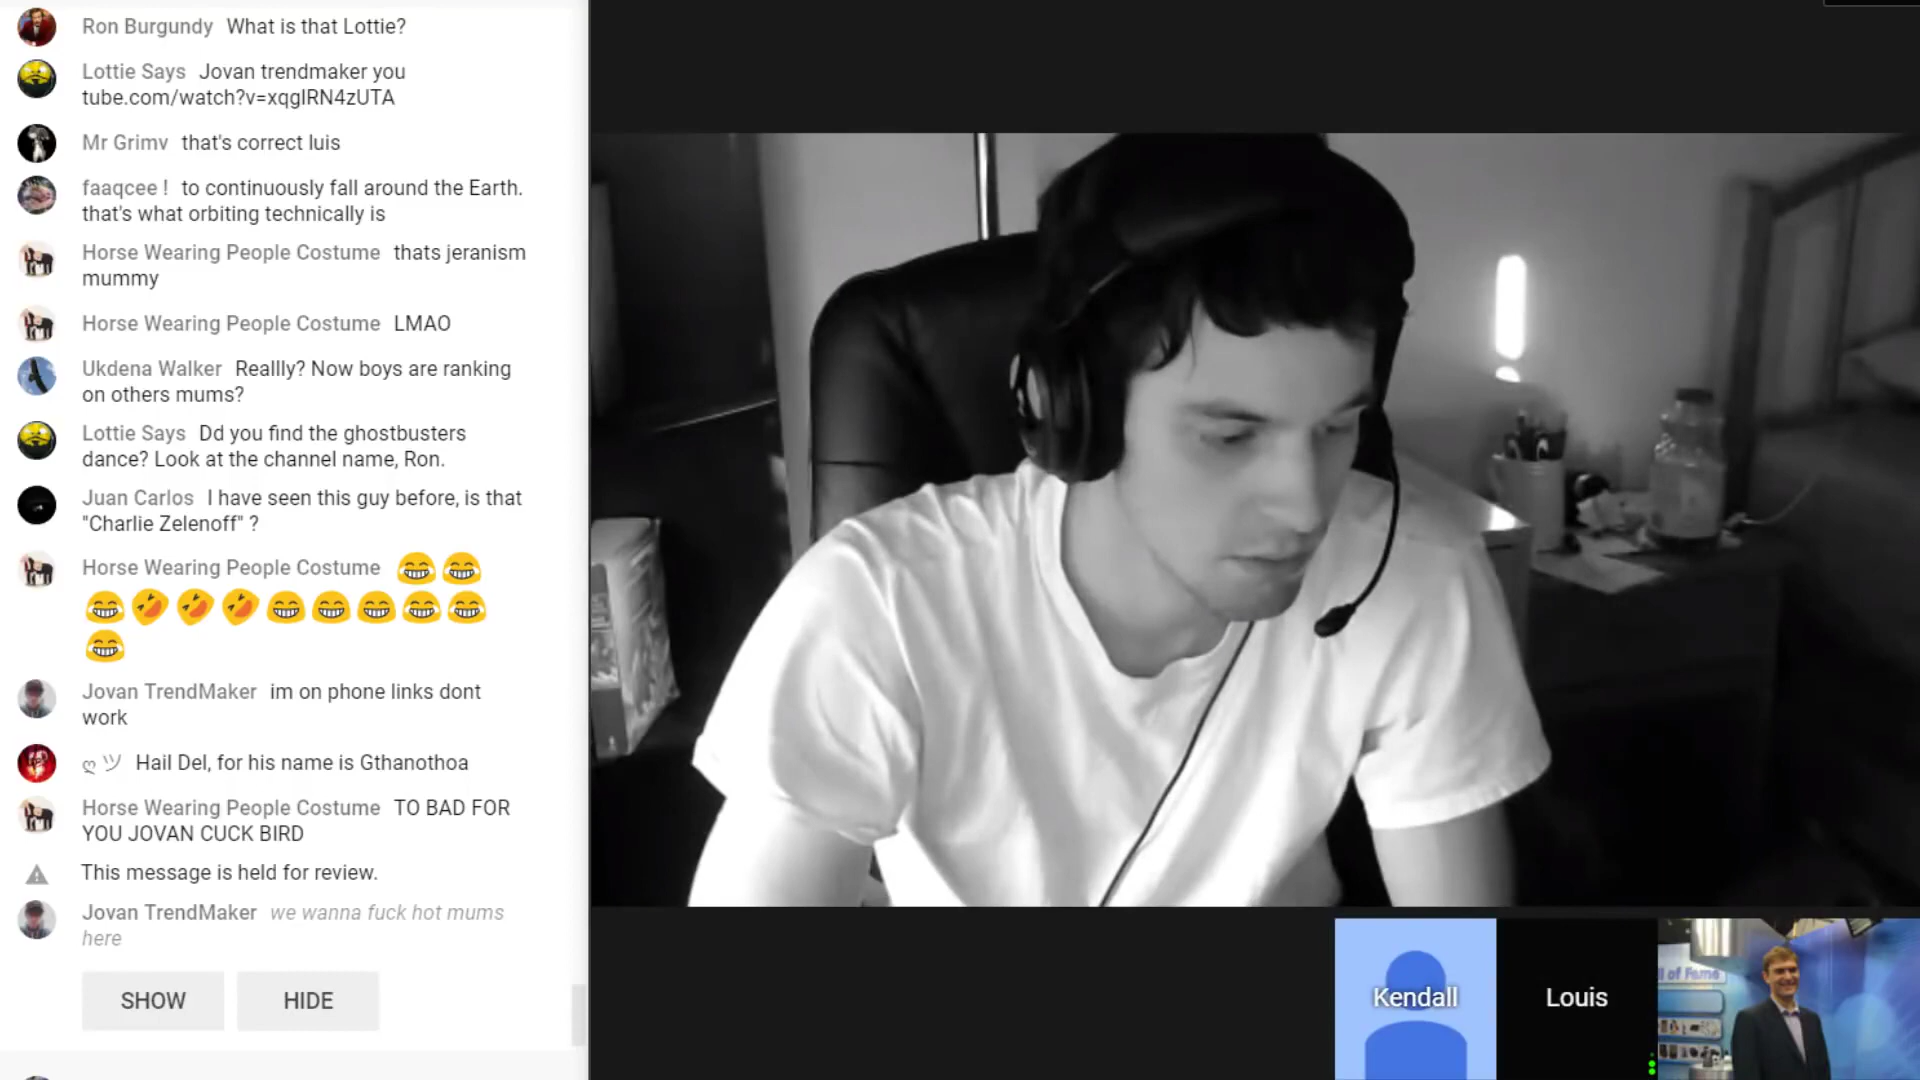 Ron Burgundy What is that Lottie?
Lottie Says Jovan trendmaker you
tube.com/watch?v=xqglRN4zUTA
Mr Grimv that's correct luis
faaqcee ! to continuously fall around the Earth.
that's what orbiting technically is
Horse Wearing People Costume thats jeranism
mummy
Horse Wearing People Costume LMAO
Ukdena Walker Reallly? Now boys are ranking
on others mums?
Lottie Says Dd you find the ghostbusters
dance? Look at the channel name, Ron.
Juan Carlos I have seen this guy before, is that
"Charlie Zelenoff" ?
Horse Wearing People Costume 😂😂
😂🤣🤣🤣😂😂😂😂😂
😂
Jovan TrendMaker im on phone links dont
work
ღ ツ Hail Del, for his name is Gthanothoa
Horse Wearing People Costume TO BAD FOR
YOU JOVAN CUCK BIRD
This message is held for review.
Jovan TrendMaker we wanna fuck hot mums
here
SHOW HIDE
Kendall
Louis
l of Fame